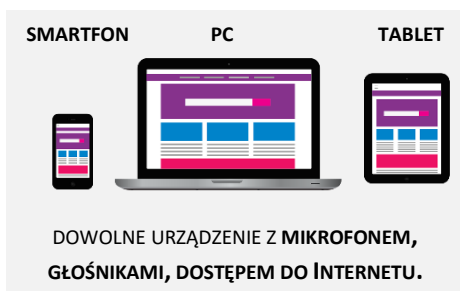 SMARTFON PC TABLET
DOWOLNE URZĄDZENIE Z MIKROFONEM,
GŁOŚNIKAMI, DOSTĘPEM DO INTERNETU.